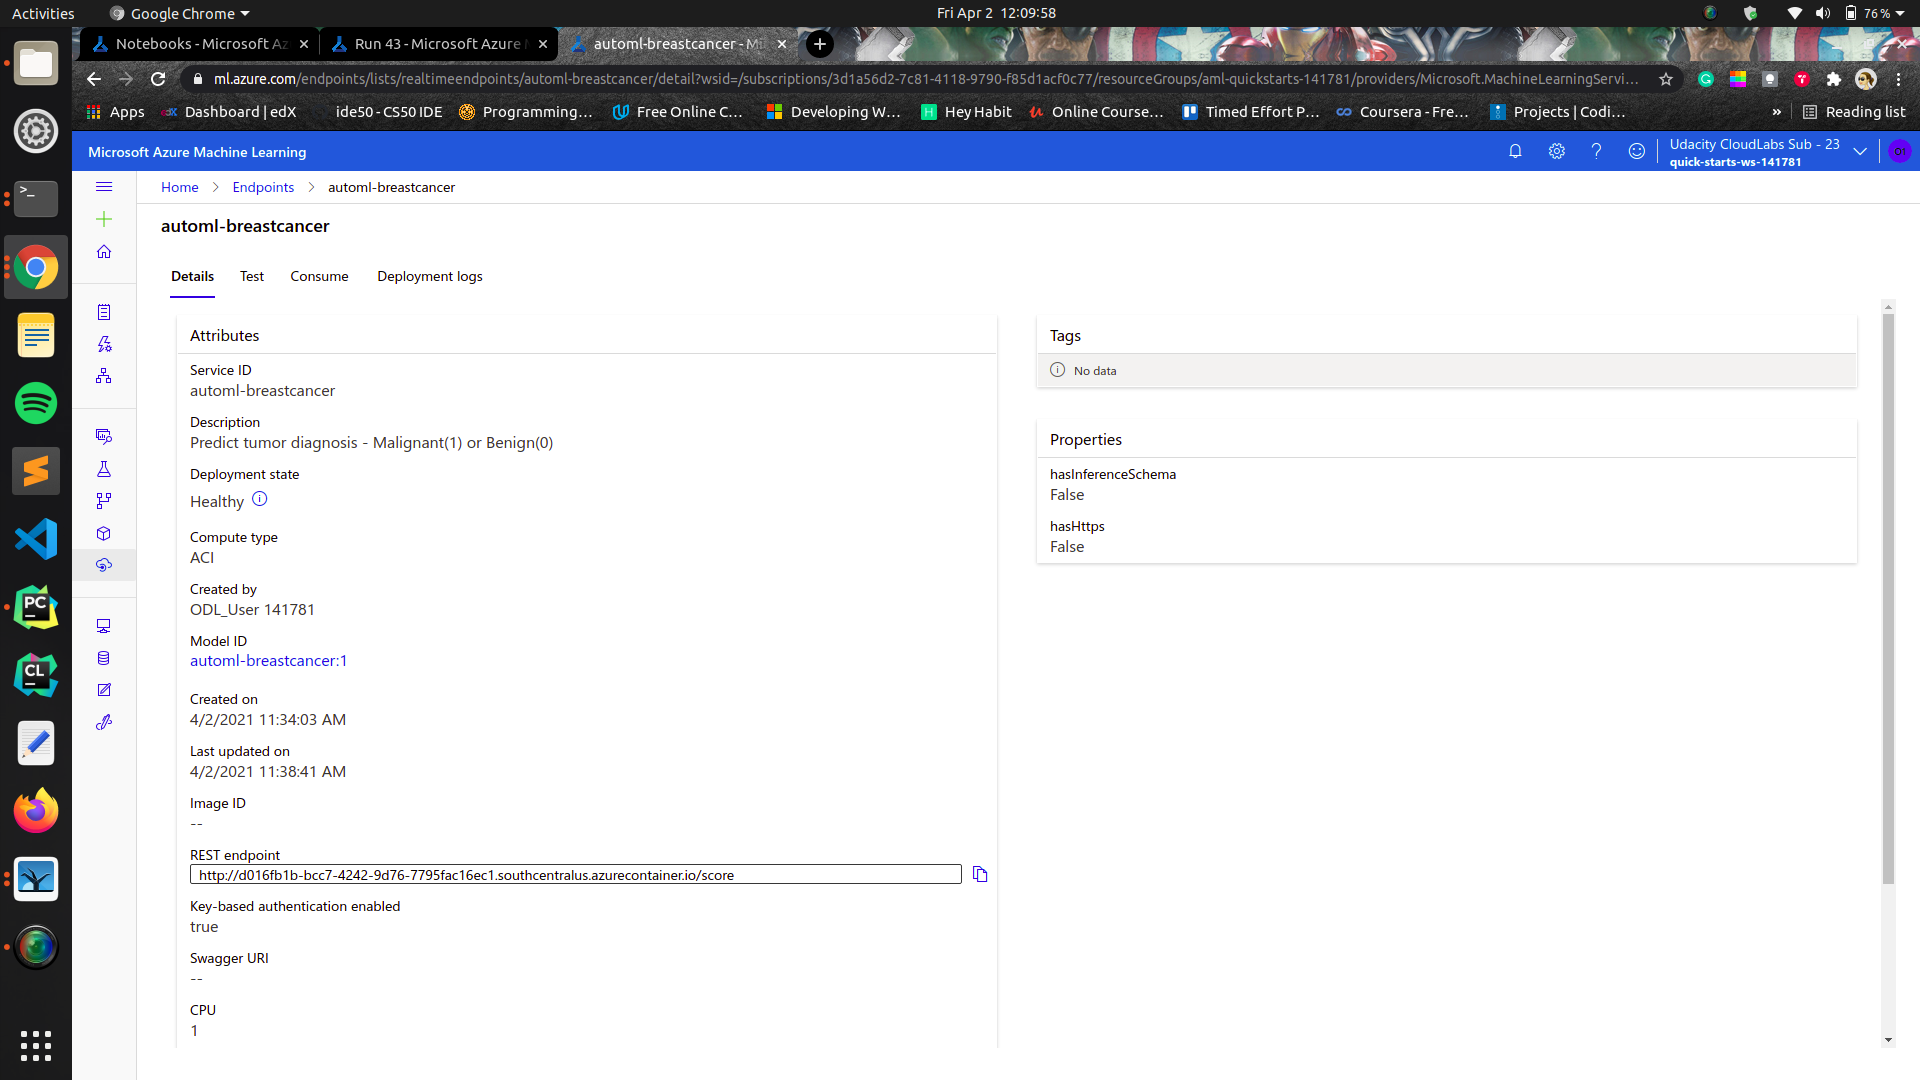 Activities
Google Chrome
Fri Apr 2 12:09:58
76 %
Notebooks - Microsoft Az
Run 43 - Microsoft Azure
automl-breastcancer - Mi
ml.azure.com/endpoints/lists/realtimeendpoints/automl-breastcancer/detail?wsid=/subscriptions/3d1a56d2-7c81-4118-9790-f85d1acf0c77/resourceGroups/aml-quickstarts-141781/providers/Microsoft.MachineLearningServi...
Apps
Dashboard | edX
ide50 - CS50 IDE
Programming...
Free Online C...
Developing W...
Hey Habit
Online Course...
Timed Effort P...
Coursera - Fre...
Projects | Codi...
»
Reading list
Microsoft Azure Machine Learning
Udacity CloudLabs Sub - 23
quick-starts-ws-141781
Home
Endpoints
automl-breastcancer
automl-breastcancer
Details
Test
Consume
Deployment logs
Attributes
Service ID
automl-breastcancer
Description
Predict tumor diagnosis - Malignant(1) or Benign(0)
Deployment state
Healthy
Compute type
ACI
Created by
ODL_User 141781
Model ID
automl-breastcancer:1
Created on
4/2/2021 11:34:03 AM
Last updated on
4/2/2021 11:38:41 AM
Image ID
--
REST endpoint
http://d016fb1b-bcc7-4242-9d76-7795fac16ec1.southcentralus.azurecontainer.io/score
Key-based authentication enabled
true
Swagger URI
--
CPU
1
Tags
No data
Properties
hasInferenceSchema
False
hasHttps
False
PC
CL